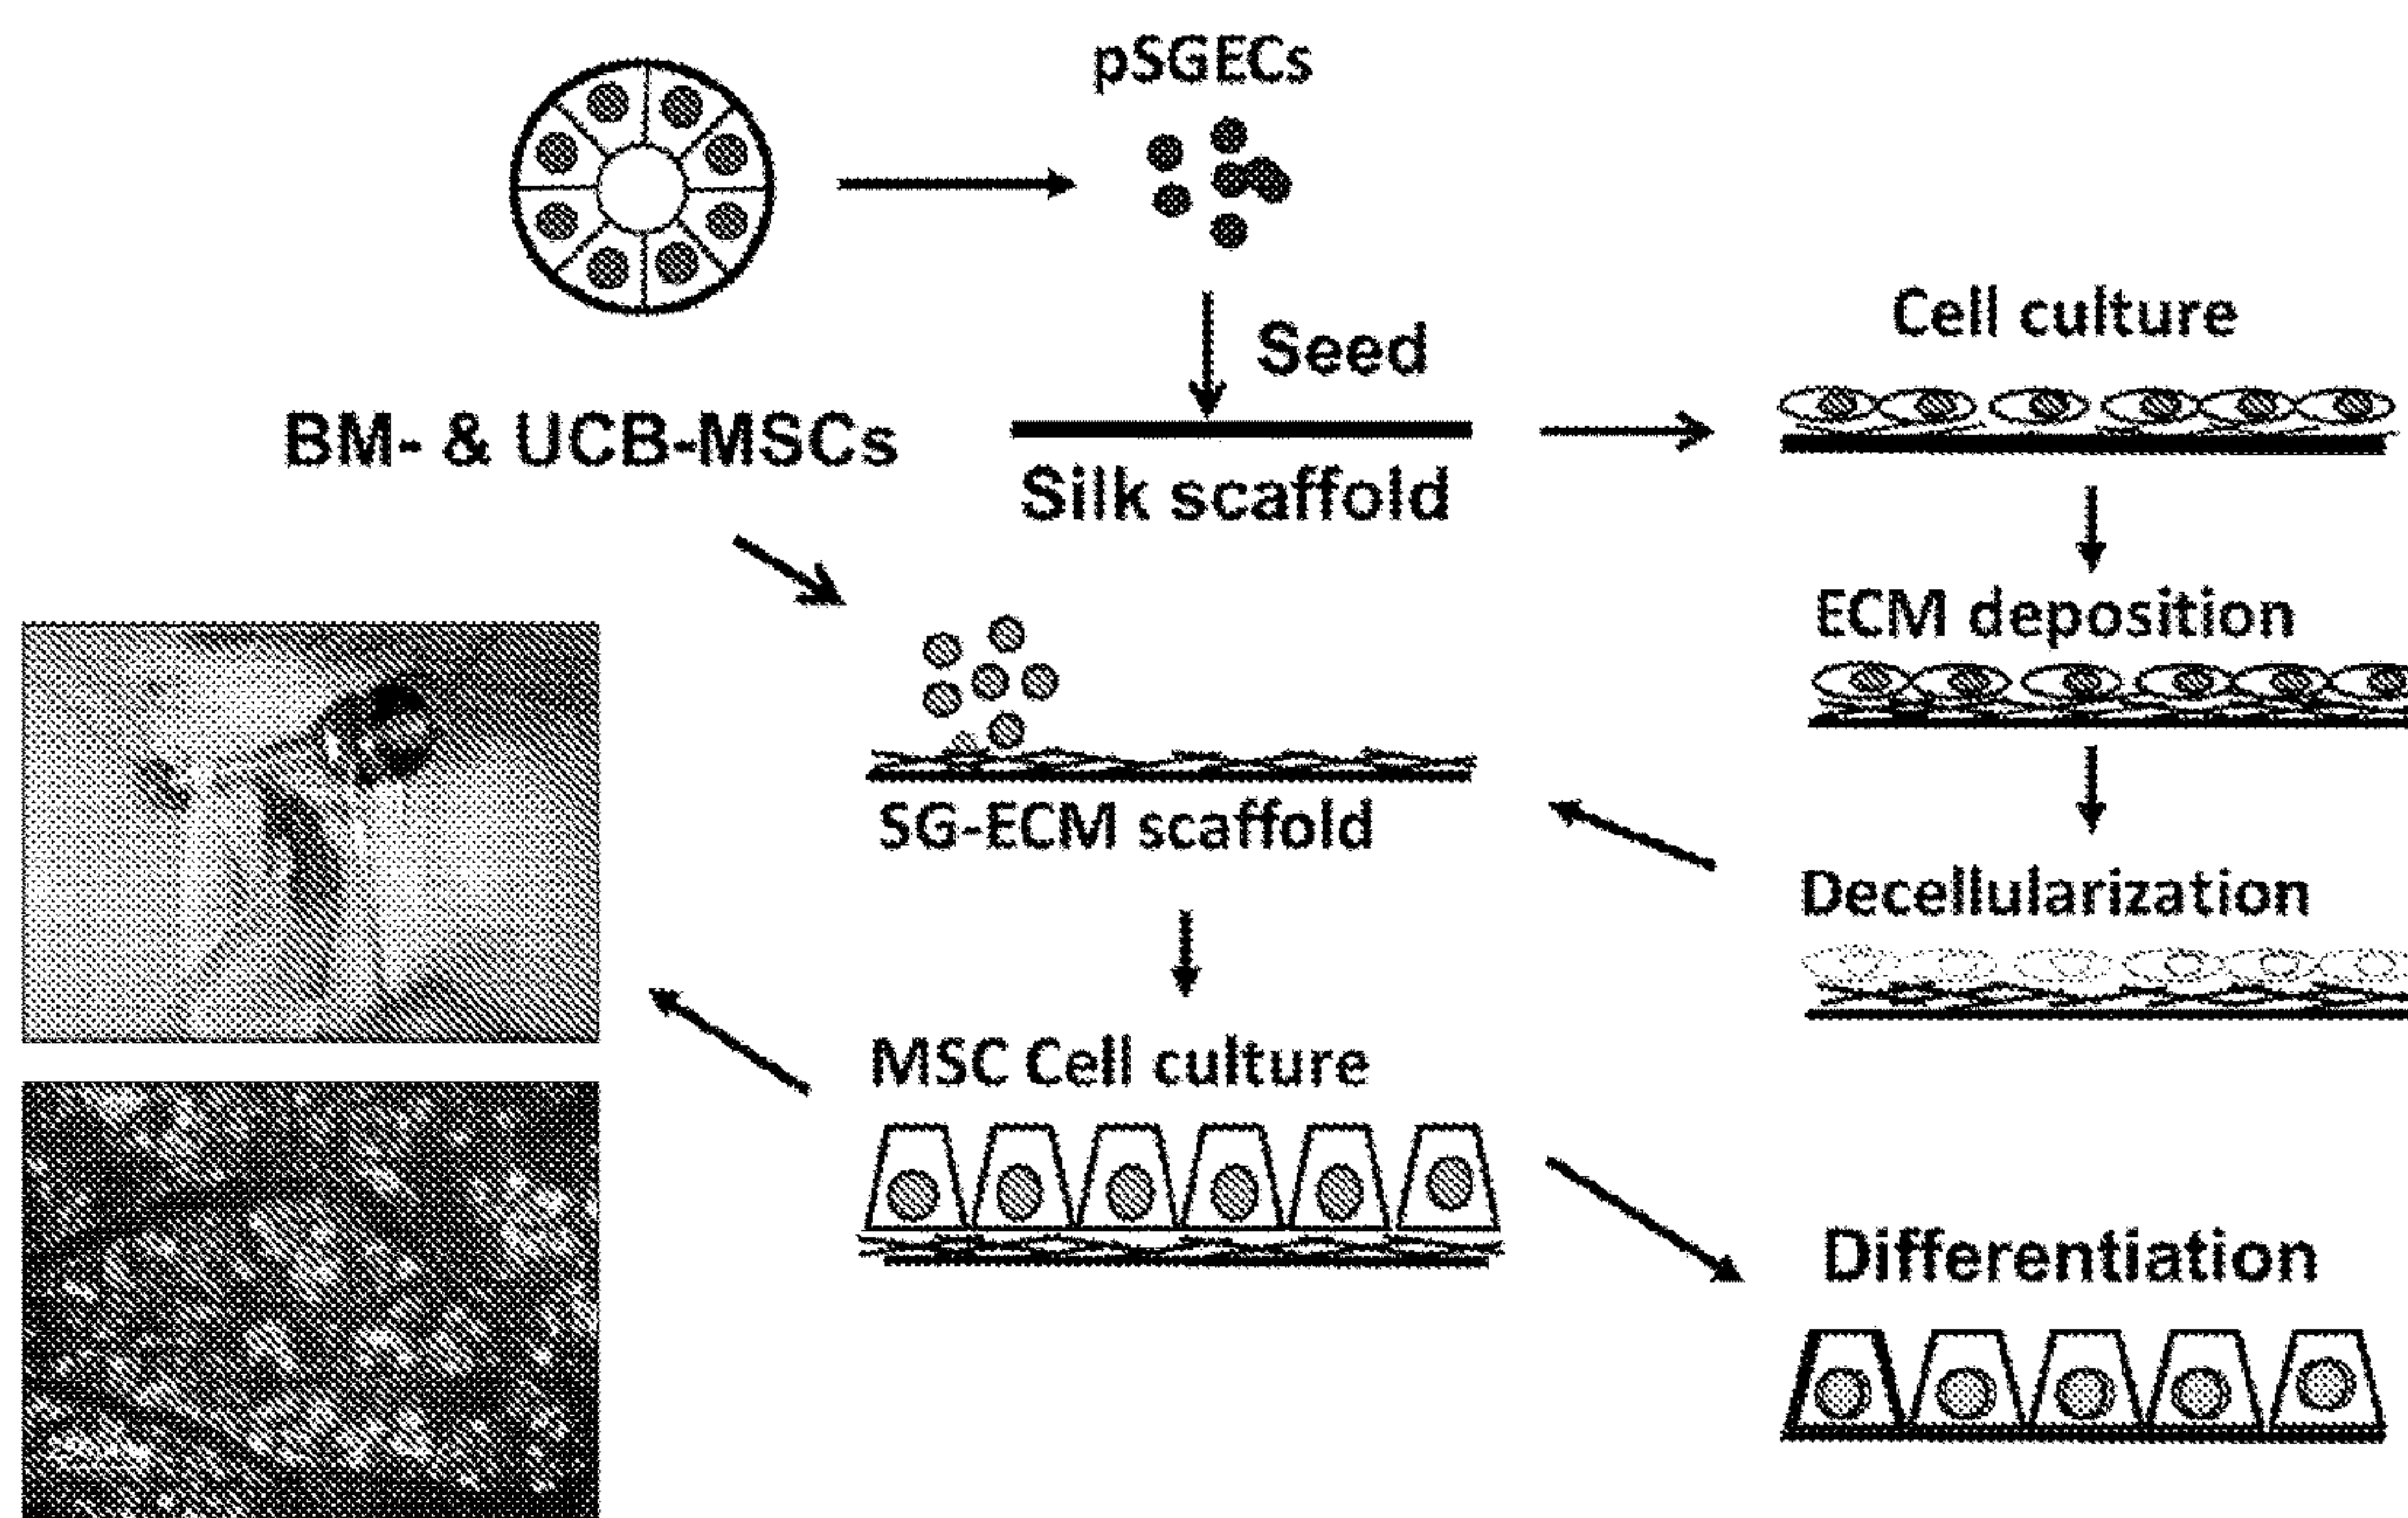 pSGECs
Seed
Cell culture
BM- & UCB-MSCs
Silk scaffold
ECM deposition
SG-ECM scaffold
Decellularization
MSC Cell culture
Differentiation